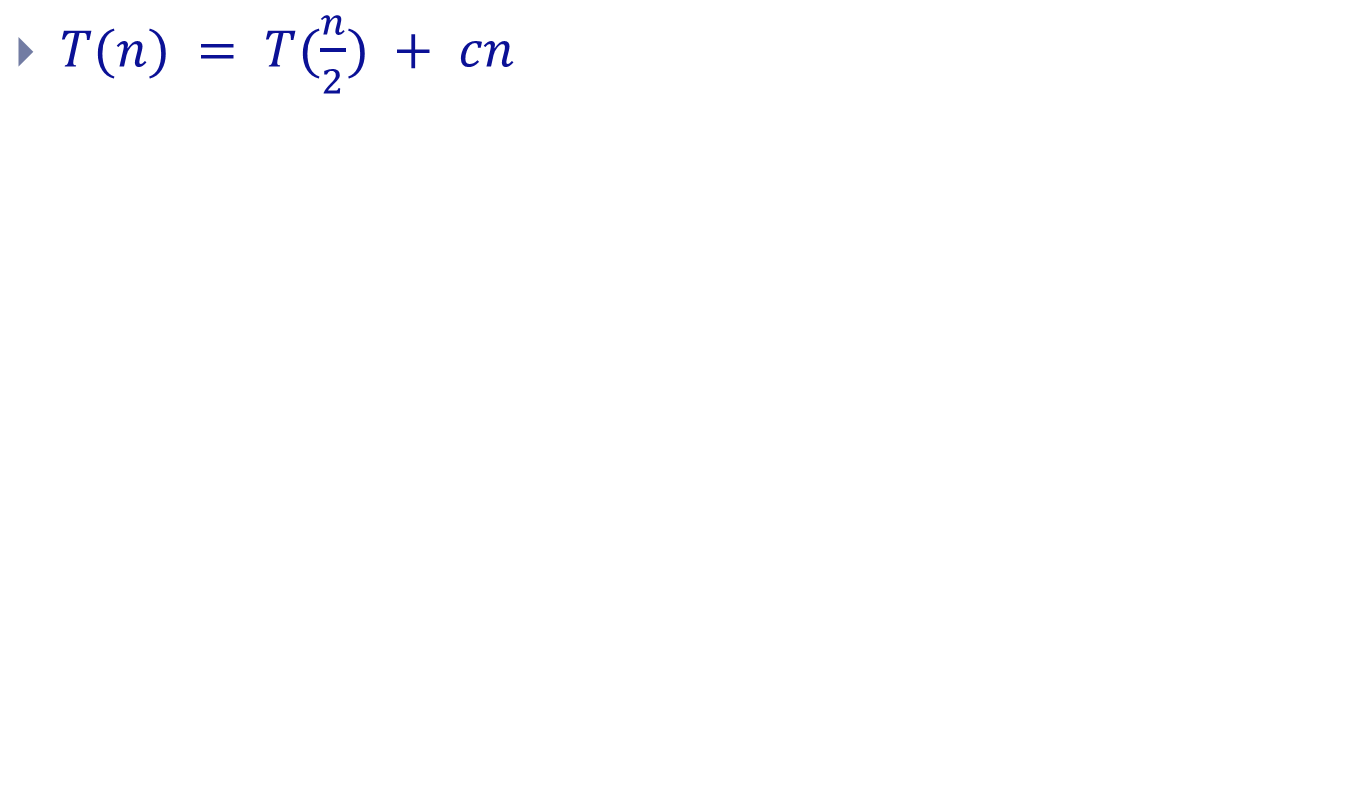 T(n) = T(n/2) + cn